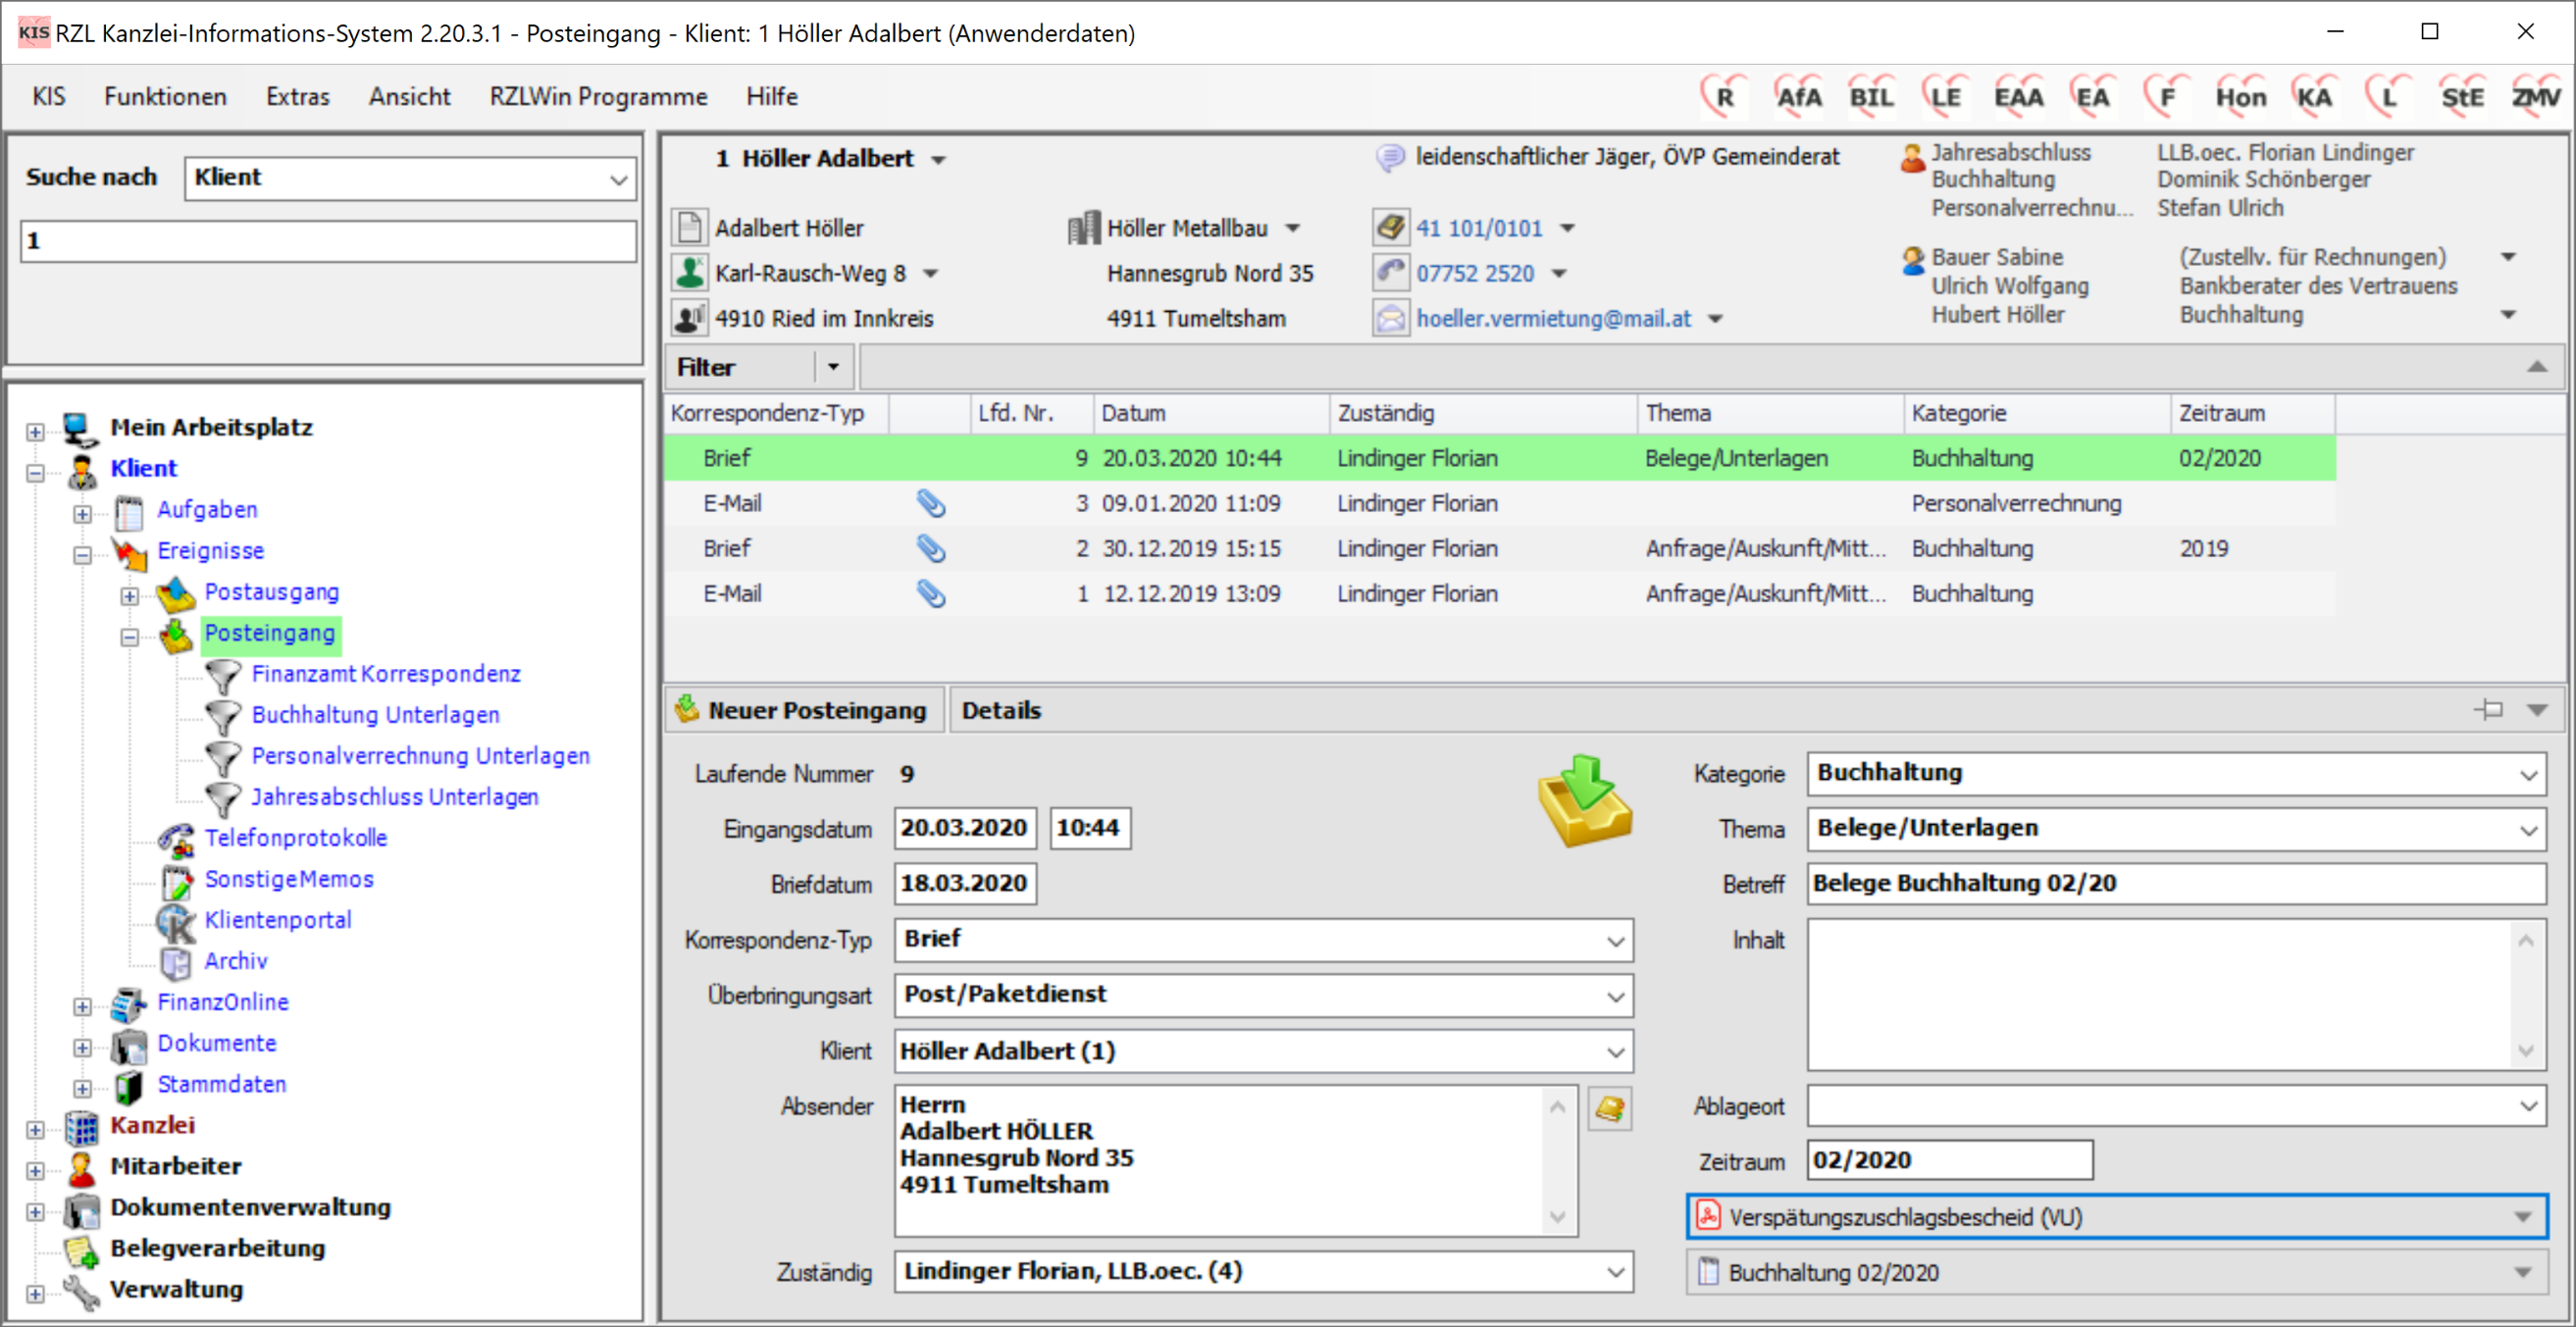 KIS RZL Kanzlei-Informations-System 2.20.3.1 - Posteingang - Klient: 1 Höller Adalbert (Anwenderdaten)
KIS Funktionen Extras Ansicht RZLWin Programme Hilfe R AfA BIL LE EAA EA F Hon KA L StE ZMV
Suche nach Klient
1
Mein Arbeitsplatz
Klient
Aufgaben
Ereignisse
Postausgang
Posteingang
Finanzamt Korrespondenz
Buchhaltung Unterlagen
Personalverrechnung Unterlagen
Jahresabschluss Unterlagen
Telefonprotokolle
Sonstige Memos
Klientenportal
Archiv
FinanzOnline
Dokumente
Stammdaten
Kanzlei
Mitarbeiter
Dokumentenverwaltung
Belegverarbeitung
Verwaltung
1 Höller Adalbert
leidenschaftlicher Jäger, ÖVP Gemeinderat
Jahresabschluss LLB.oec. Florian Lindinger
Buchhaltung Dominik Schönberger
Personalverrechnu... Stefan Ulrich
Adalbert Höller Höller Metallbau 41 101/0101
Karl-Rausch-Weg 8 Hannesgrub Nord 35 07752 2520
4910 Ried im Innkreis 4911 Tumeltsham hoeller.vermietung@mail.at
Bauer Sabine (Zustellv. für Rechnungen)
Ulrich Wolfgang Bankberater des Vertrauens
Hubert Höller Buchhaltung
Filter
Korrespondenz-Typ Lfd. Nr. Datum Zuständig Thema Kategorie Zeitraum
Brief 9 20.03.2020 10:44 Lindinger Florian Belege/Unterlagen Buchhaltung 02/2020
E-Mail 3 09.01.2020 11:09 Lindinger Florian Personalverrechnung
Brief 2 30.12.2019 15:15 Lindinger Florian Anfrage/Auskunft/Mitt... Buchhaltung 2019
E-Mail 1 12.12.2019 13:09 Lindinger Florian Anfrage/Auskunft/Mitt... Buchhaltung
Neuer Posteingang Details
Laufende Nummer 9
Eingangsdatum 20.03.2020 10:44
Briefdatum 18.03.2020
Korrespondenz-Typ Brief
Überbringungsart Post/Paketdienst
Klient Höller Adalbert (1)
Absender Herrn
Adalbert HÖLLER
Hannesgrub Nord 35
4911 Tumeltsham
Zuständig Lindinger Florian, LLB.oec. (4)
Kategorie Buchhaltung
Thema Belege/Unterlagen
Betreff Belege Buchhaltung 02/20
Inhalt
Ablageort
Zeitraum 02/2020
Verspätungszuschlagsbescheid (VU)
Buchhaltung 02/2020